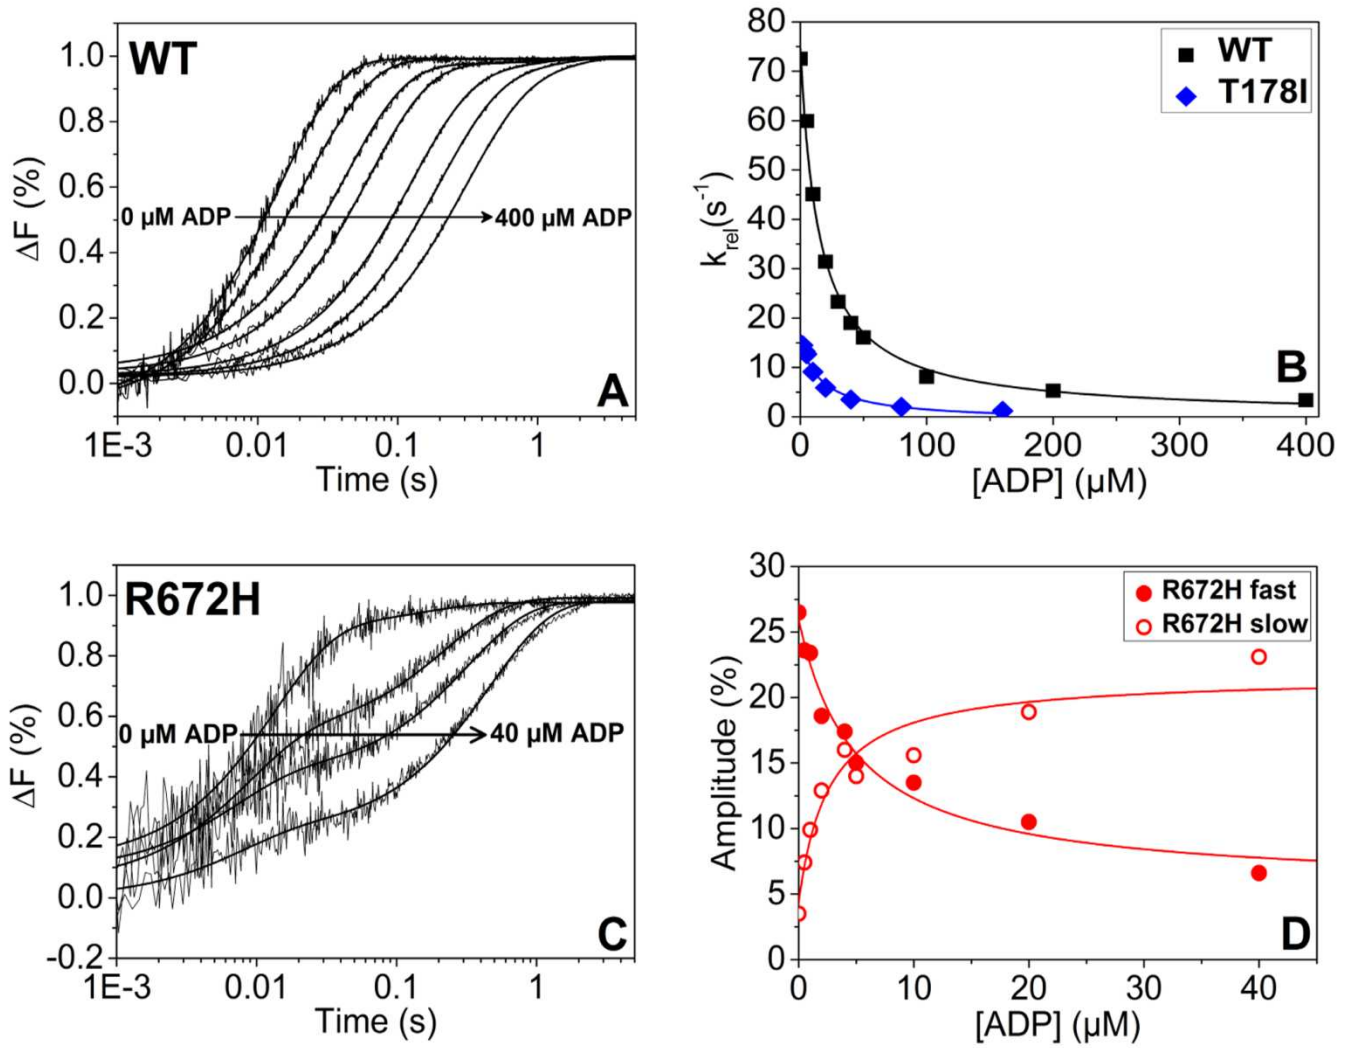 WT
1.0
0.8
0.6
0.4
0.2
0.0
ΔF (%)
0 µM ADP
400 µM ADP
A
1E-3 0.01 0.1 1
Time (s)
80
70
60
50
40
30
20
10
0
k_rel(s⁻¹)
WT
T178I
B
0 100 200 300 400
[ADP] (µM)
R672H
1.0
0.8
0.6
0.4
0.2
0.0
-0.2
ΔF (%)
0 µM ADP
40 µM ADP
C
1E-3 0.01 0.1 1
Time (s)
30
25
20
15
10
5
0
Amplitude (%)
R672H fast
R672H slow
D
0 10 20 30 40
[ADP] (µM)